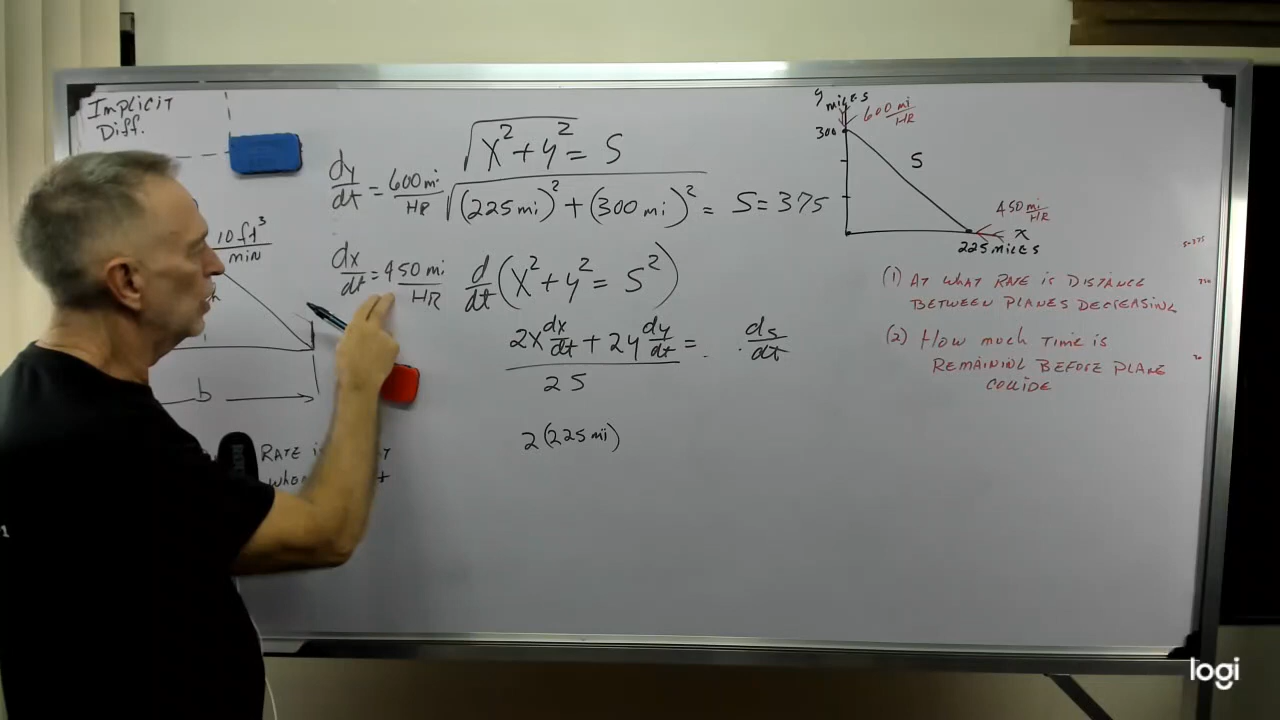 Implicit
Diff.
10 ft³
MIN
h
b
RATE IS
WHEN
dy/dt = 600 mi/HR
dx/dt = 450 mi/HR
√X² + y² = S
√(225 mi)² + (300 mi)² = S = 375
d/dt (X² + y² = S²)
2X dx/dt + 2y dy/dt = ds/dt
2S
2(225 mi)
y miles
600 mi/HR
300
S
450 mi/HR
x
225 MILES
S=375
(1) AT WHAT RATE IS DISTANCE
BETWEEN PLANES DECREASING
(2) HOW MUCH TIME IS
REMAINING BEFORE PLANE
COLLIDE
logi